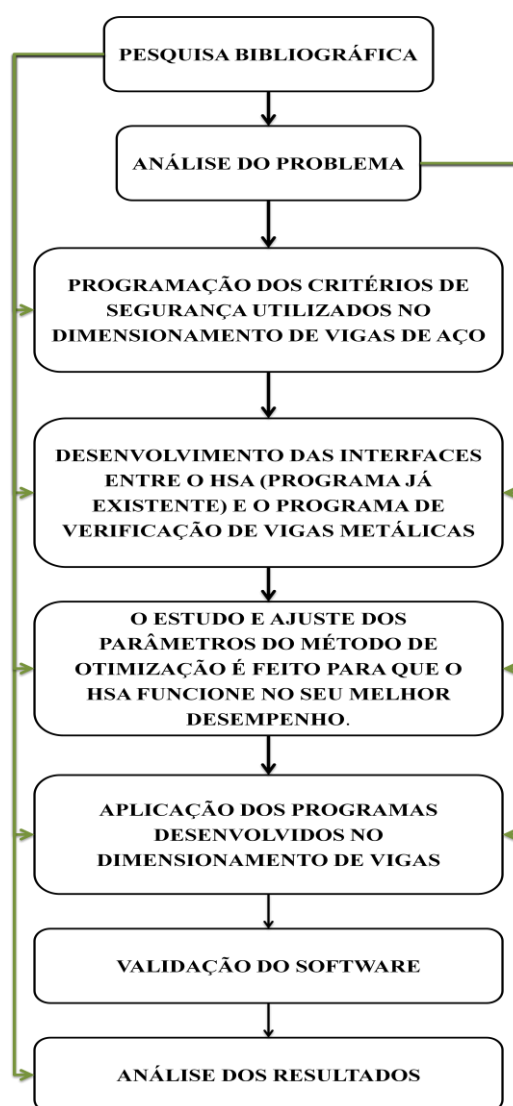 PESQUISA BIBLIOGRÁFICA
ANÁLISE DO PROBLEMA
PROGRAMAÇÃO DOS CRITÉRIOS DE
SEGURANÇA UTILIZADOS NO
DIMENSIONAMENTO DE VIGAS DE AÇO
DESENVOLVIMENTO DAS INTERFACES
ENTRE O HSA (PROGRAMA JÁ
EXISTENTE) E O PROGRAMA DE
VERIFICAÇÃO DE VIGAS METÁLICAS
O ESTUDO E AJUSTE DOS
PARÂMETROS DO MÉTODO DE
OTIMIZAÇÃO É FEITO PARA QUE O
HSA FUNCIONE NO SEU MELHOR
DESEMPENHO.
APLICAÇÃO DOS PROGRAMAS
DESENVOLVIDOS NO
DIMENSIONAMENTO DE VIGAS
VALIDAÇÃO DO SOFTWARE
ANÁLISE DOS RESULTADOS